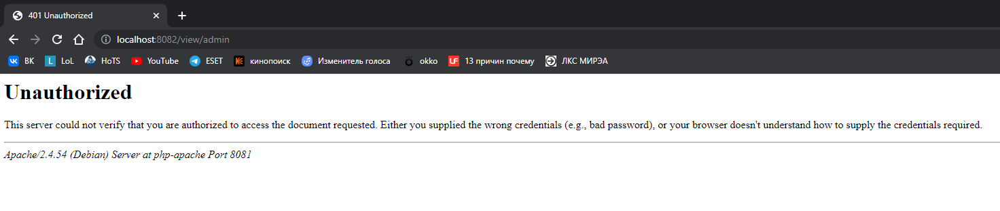 401 Unauthorized
localhost:8082/view/admin
ВК LoL HoTS YouTube ESET кинопоиск Изменитель голоса okko 13 причин почему ЛКС МИРЭА
Unauthorized
This server could not verify that you are authorized to access the document requested. Either you supplied the wrong credentials (e.g., bad password), or your browser doesn't understand how to supply the credentials required.
Apache/2.4.54 (Debian) Server at php-apache Port 8081